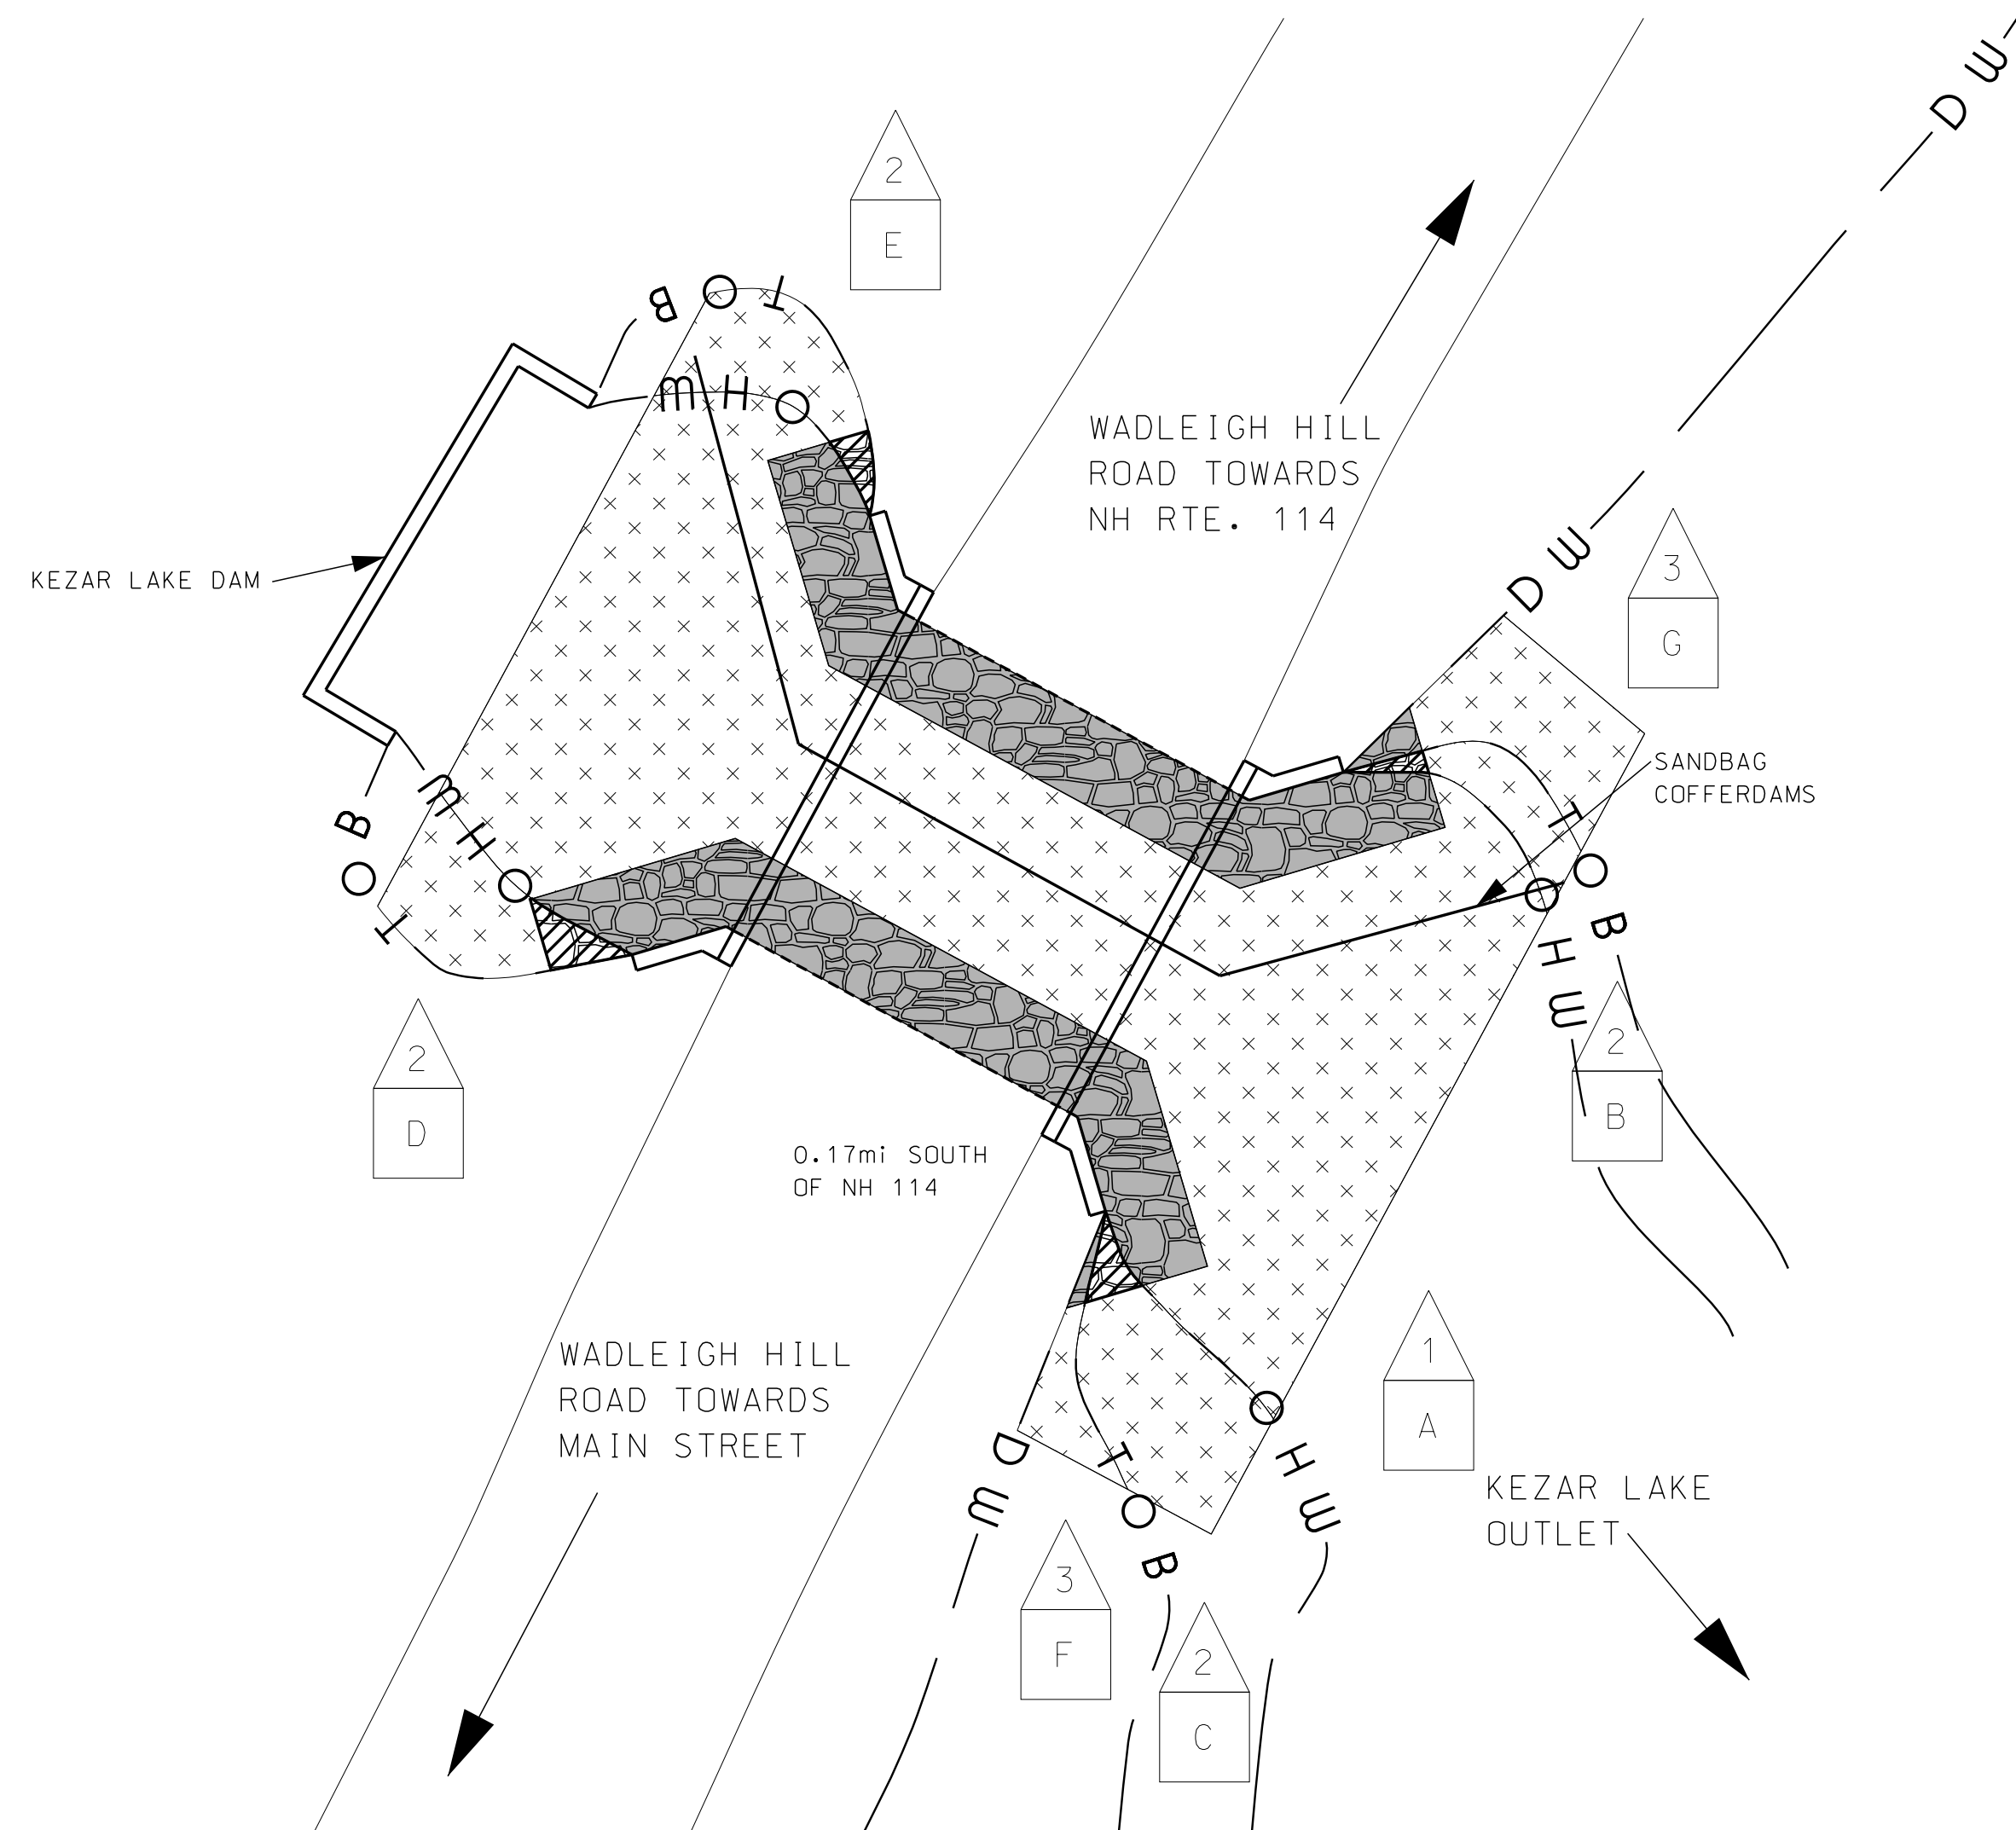 DW
2
E
TOB
OHW
WADLEIGH HILL
ROAD TOWARDS
NH RTE. 114
DW
3
G
KEZAR LAKE DAM
SANDBAG
COFFERDAMS
OHW
TOB
TOB
OHW
2
D
2
B
0.17mi SOUTH
OF NH 114
WADLEIGH HILL
ROAD TOWARDS
MAIN STREET
1
A
DW
TOB
OHW
KEZAR LAKE
OUTLET
3
F
2
C